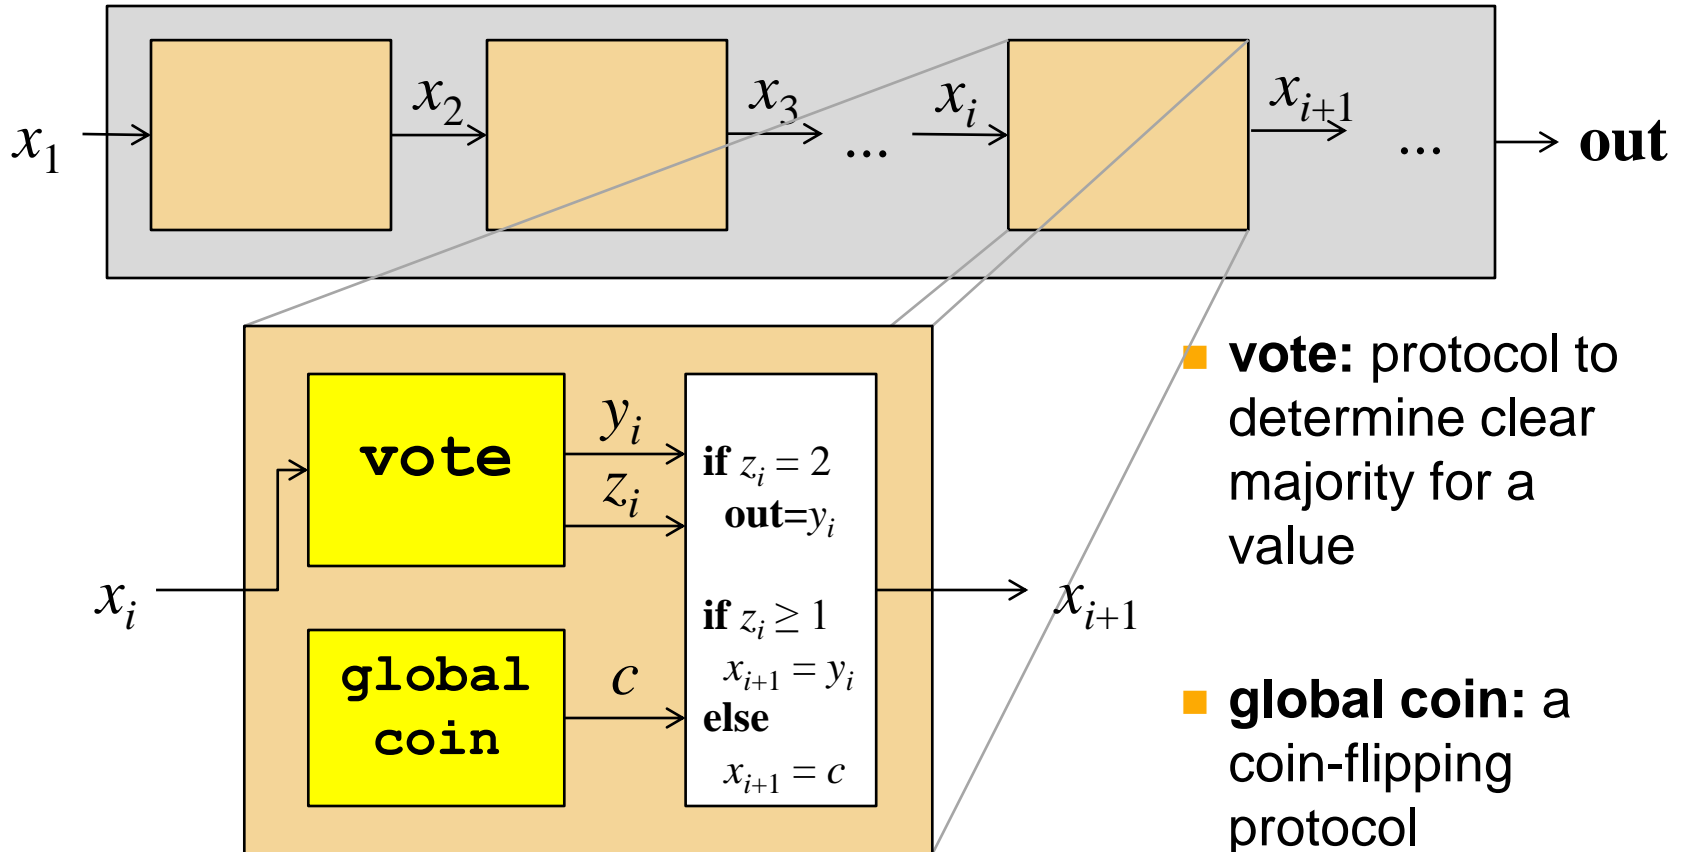 x₁
x₂
x₃
...
xᵢ
xᵢ₊₁
...
out
xᵢ
vote
yᵢ
zᵢ
global
coin
c
if zᵢ = 2
out=yᵢ
if zᵢ ≥ 1
xᵢ₊₁ = yᵢ
else
xᵢ₊₁ = c
xᵢ₊₁
vote: protocol to
determine clear
majority for a
value
global coin: a
coin-flipping
protocol